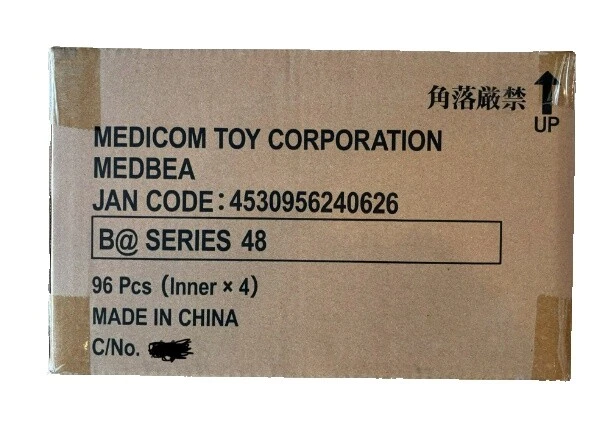 角落厳禁
UP
MEDICOM TOY CORPORATION
MEDBEA
JAN CODE : 4530956240626
B@ SERIES 48
96 Pcs (Inner × 4)
MADE IN CHINA
C/No.